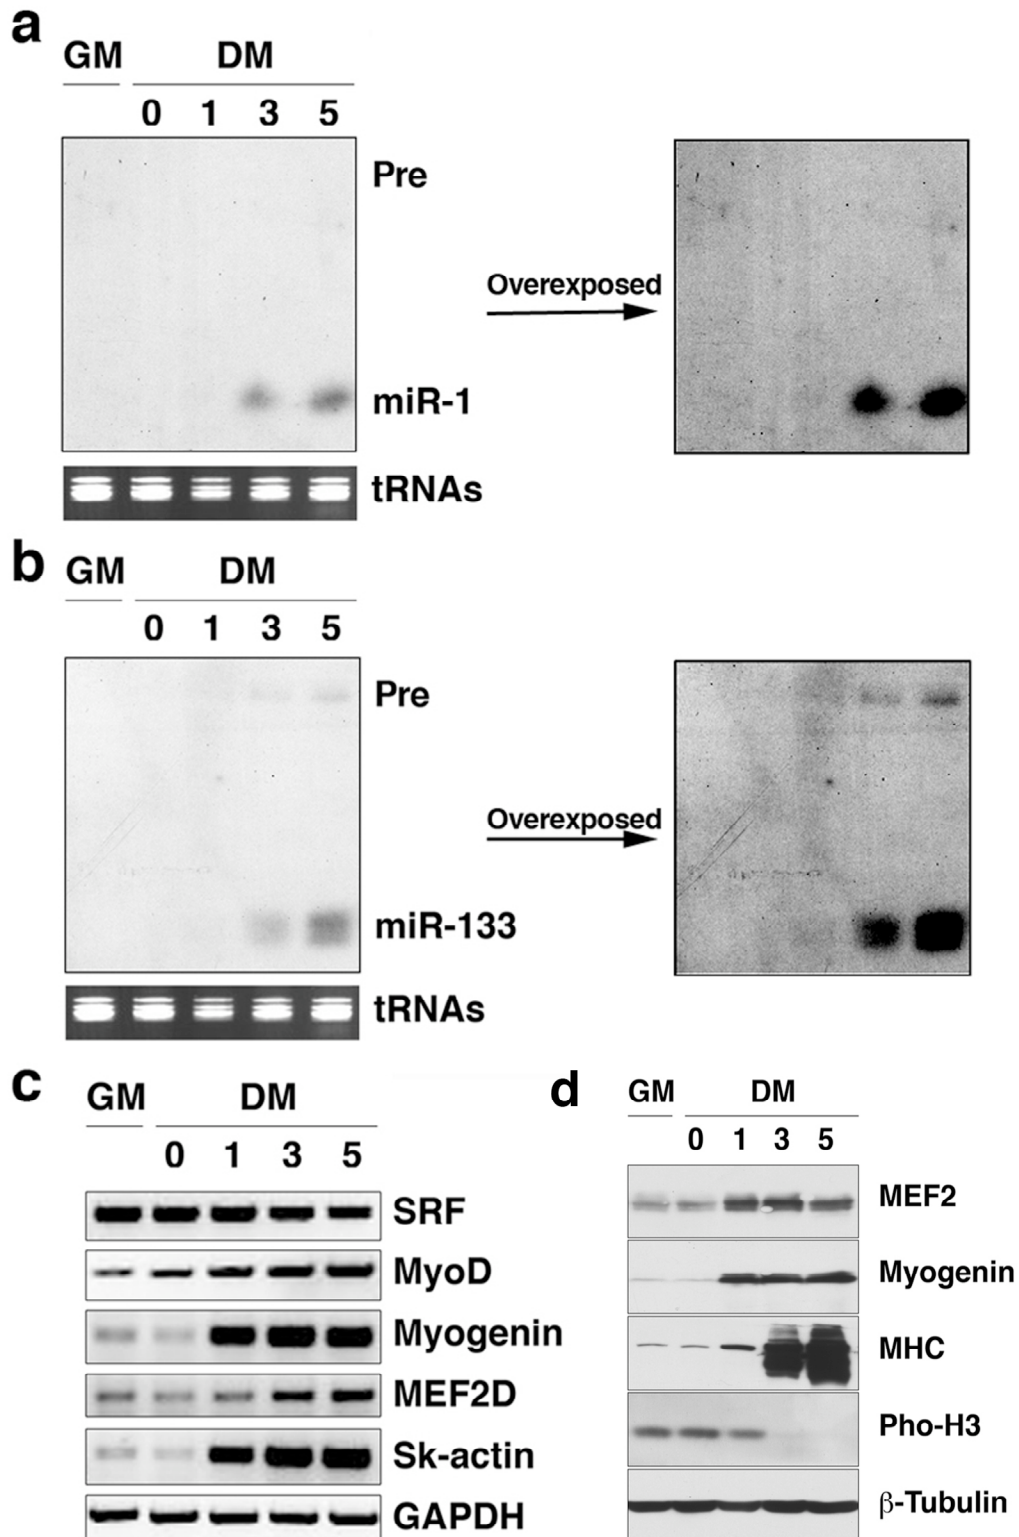 a
GM DM
0 1 3 5
Pre
Overexposed
miR-1
tRNAs
b
GM DM
0 1 3 5
Pre
Overexposed
miR-133
tRNAs
c
GM DM
0 1 3 5
SRF
MyoD
Myogenin
MEF2D
Sk-actin
GAPDH
d
GM DM
0 1 3 5
MEF2
Myogenin
MHC
Pho-H3
β-Tubulin